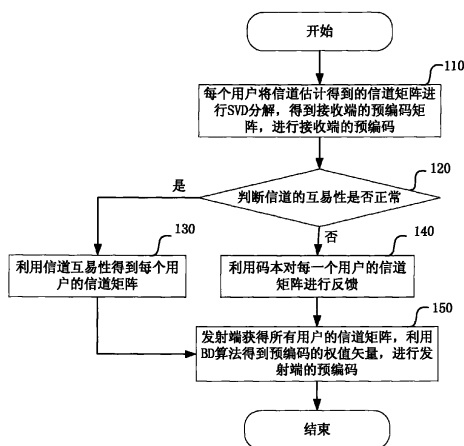 开始
110
每个用户将信道估计得到的信道矩阵进
行SVD分解，得到接收端的预编码矩
阵，进行接收端的预编码
120
判断信道的互易性是否正常
是
否
130
利用信道互易性得到每个用
户的信道矩阵
140
利用码本对每一个用户的信道
矩阵进行反馈
150
发射端获得所有用户的信道矩阵，利用
BD算法得到预编码的权值矢量，进行发
射端的预编码
结束